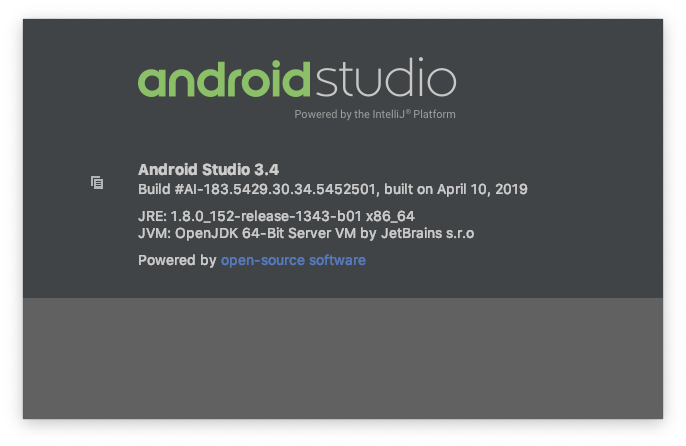 androidstudio
Powered by the IntelliJ® Platform
Android Studio 3.4
Build #AI-183.5429.30.34.5452501, built on April 10, 2019
JRE: 1.8.0_152-release-1343-b01 x86_64
JVM: OpenJDK 64-Bit Server VM by JetBrains s.r.o
Powered by open-source software